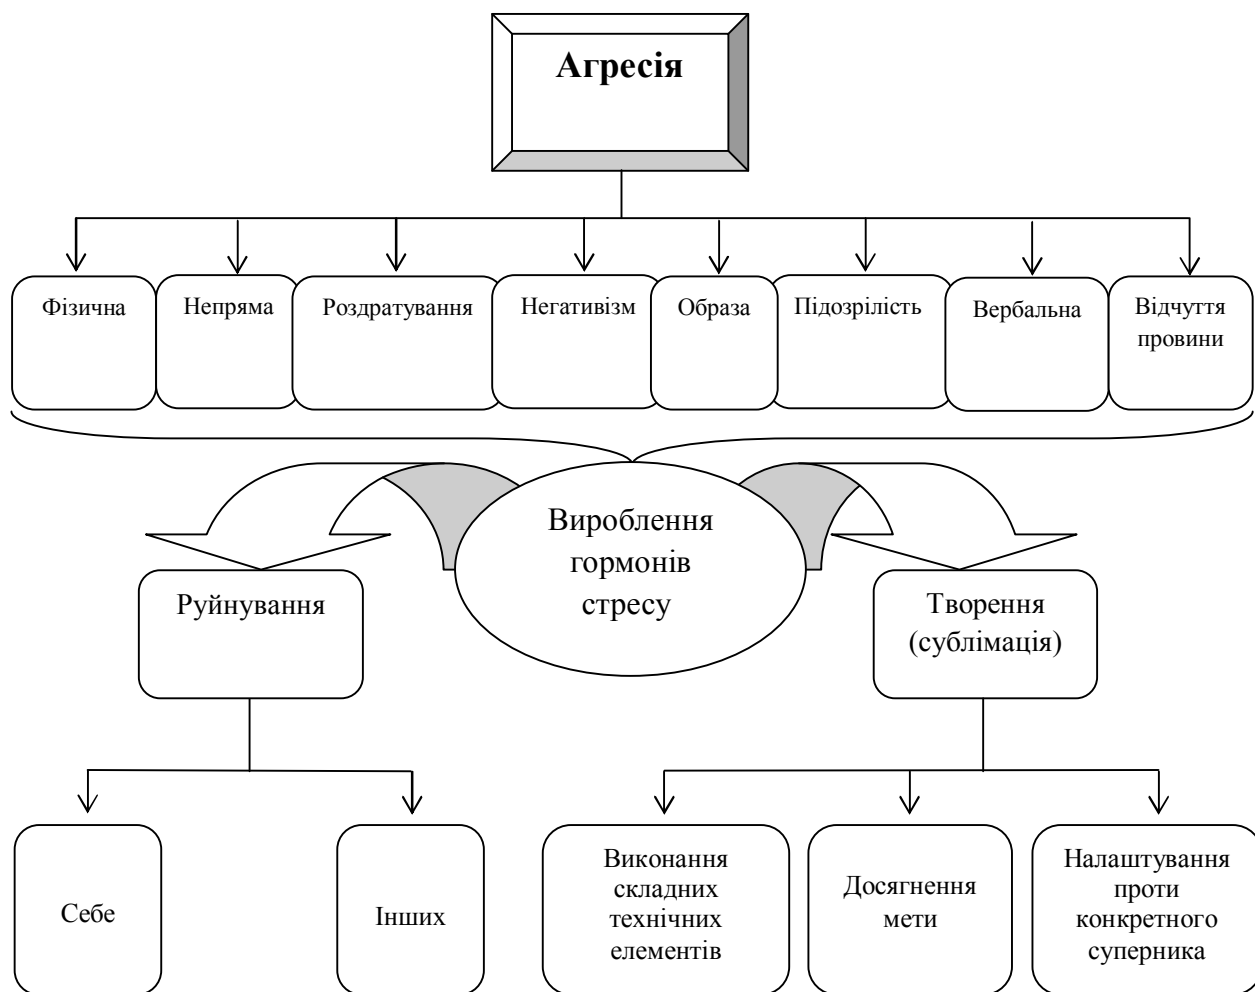 Агресія
Фізична
Непряма
Роздратування
Негативізм
Образа
Підозрілість
Вербальна
Відчуття
провини
Вироблення
гормонів
стресу
Руйнування
Творення
(сублімація)
Себе
Інших
Виконання
складних
технічних
елементів
Досягнення
мети
Налаштування
проти
конкретного
суперника